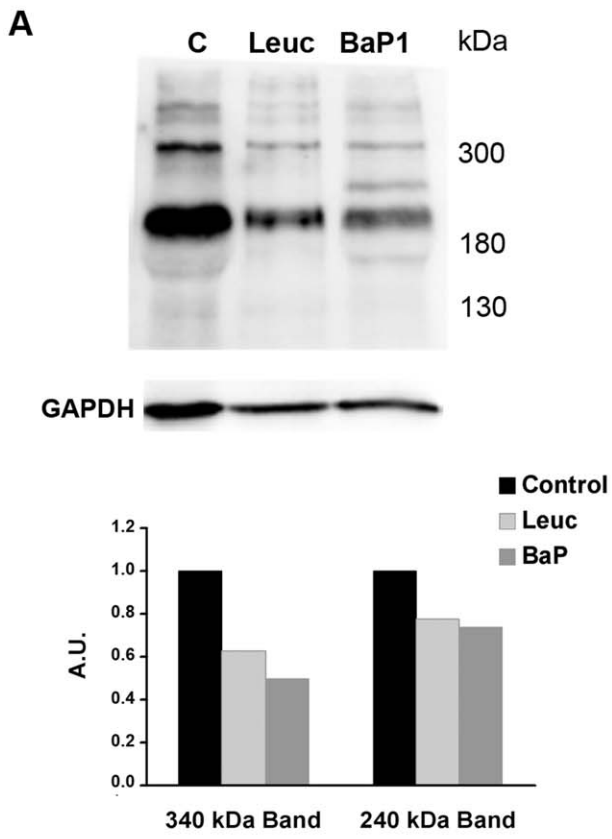 A
C Leuc BaP1 kDa
300
180
130
GAPDH
Control
Leuc
BaP
1.2
1.0
0.8
0.6
0.4
0.2
0.0
A.U.
340 kDa Band 240 kDa Band